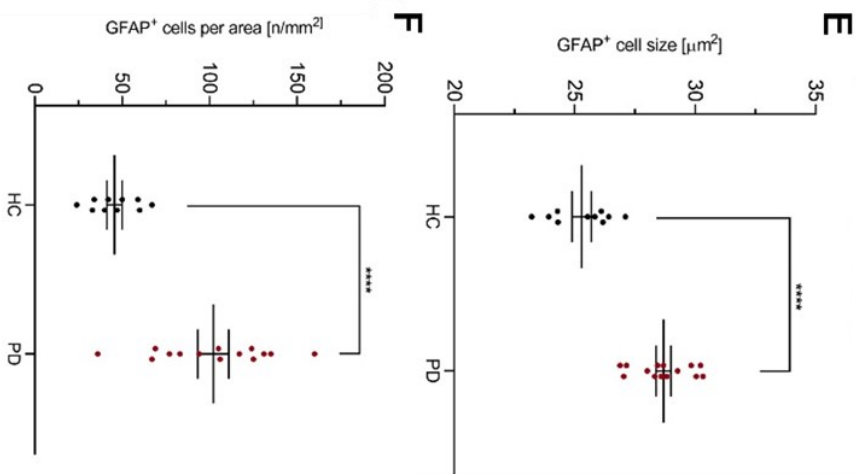 E
GFAP+ cell size [μm²]
35
30
25
20
****
HC
PD
F
GFAP+ cells per area [n/mm²]
200
150
100
50
0
****
HC
PD